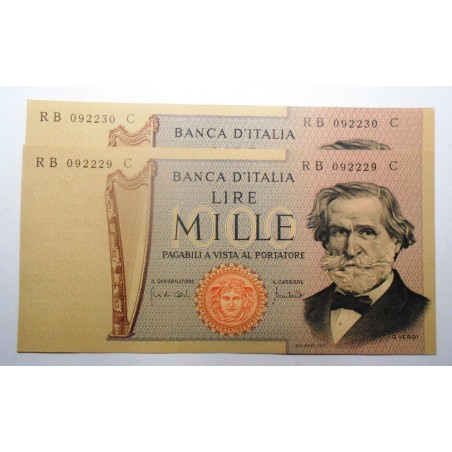 RB 092230 C RB 092230 C
BANCA D'ITALIA
RB 092229 C RB 092229 C
BANCA D'ITALIA
LIRE
MILLE
1000
PAGABILI A VISTA AL PORTATORE
IL GOVERNATORE IL CASSIERE
G. VERDI